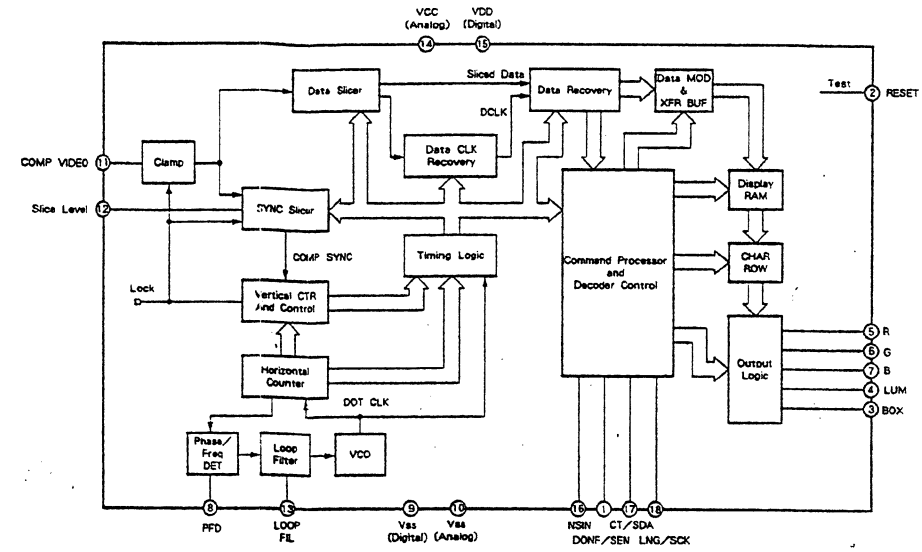 VCC
(Analog)
VDD
(Digital)
14
15
Sliced Data
Data Slicer
Data Recovery
Data MOD
&
XFR BUF
Test
2 RESET
DCLK
Data CLK
Recovery
COMP VIDEO 11
Clamp
Slice Level 12
SYNC Slicer
Display
RAM
Timing Logic
Command Processor
and
Decoder Control
CHAR
ROW
COMP SYNC
Lock
Vertical CTR
And Control
Horizontal
Counter
DOT CLK
Output
Logic
5 R
6 G
7 B
4 LUM
3 BOX
Phase/
Freq
DET
Loop
Filter
VCO
8
13
9
10
16
1
17
18
PFD
LOOP
FIL
Vss
(Digital)
Vss
(Analog)
NSIN
CT/SDA
DONF/SEN
LNG/SCK